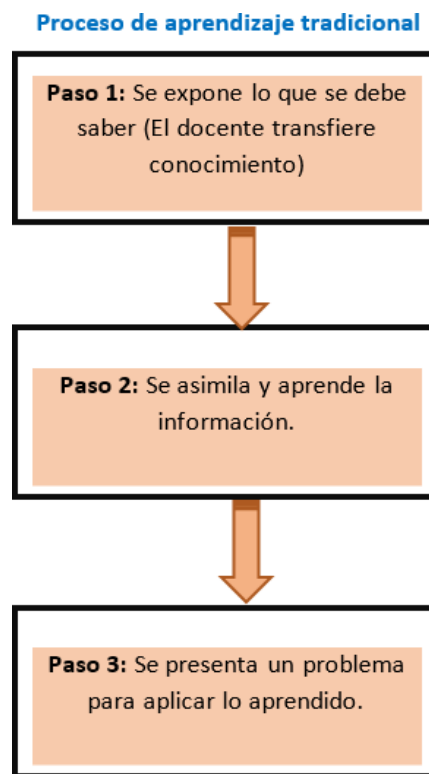 Proceso de aprendizaje tradicional
Paso 1: Se expone lo que se debe
saber (El docente transfiere
conocimiento)
Paso 2: Se asimila y aprende la
información.
Paso 3: Se presenta un problema
para aplicar lo aprendido.